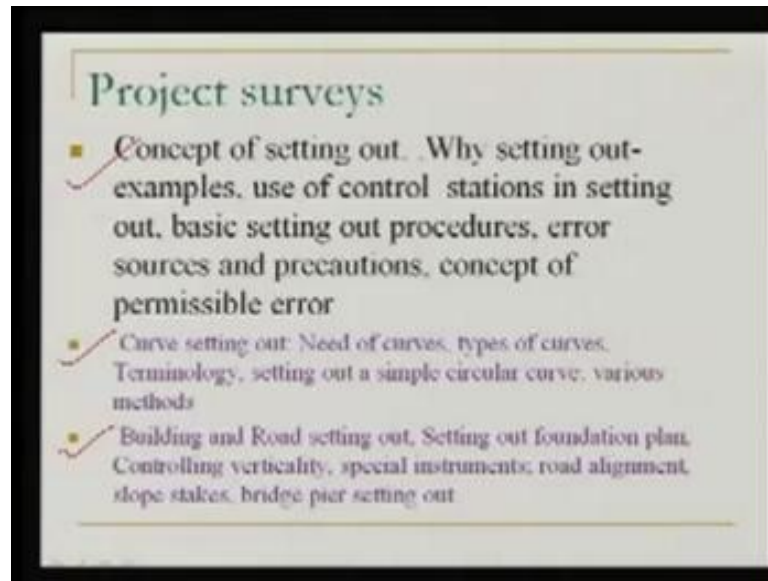 Project surveys
Concept of setting out. .Why setting out-
examples, use of control stations in setting
out, basic setting out procedures, error
sources and precautions, concept of
permissible error
Curve setting out: Need of curves, types of curves,
Terminology, setting out a simple circular curve, various
methods
Building and Road setting out, Setting out foundation plan,
Controlling verticality, special instruments; road alignment,
slope stakes, bridge pier setting out